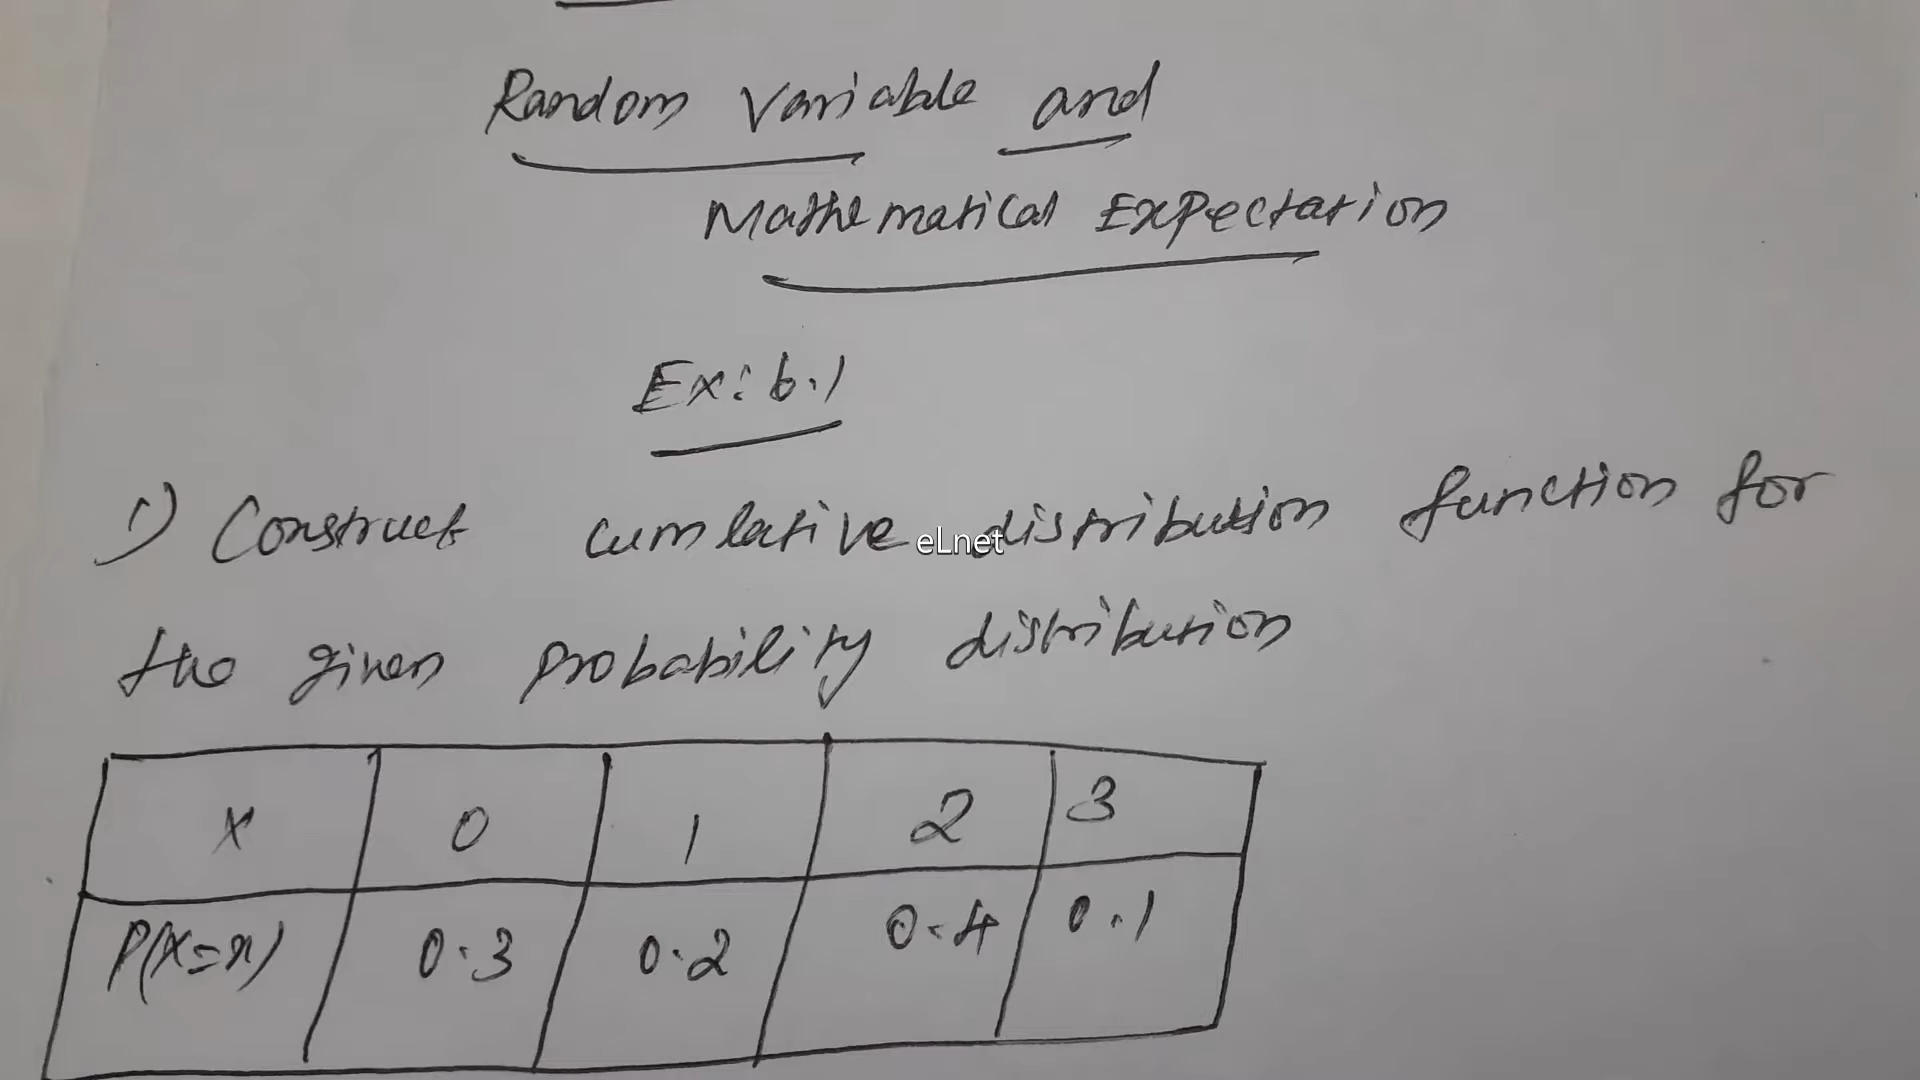 Random Variable and
Mathematical Expectation
Ex: 6.1
1) Construct cumlative distribution function for
eLnet
the given probability distribution
X 0 1 2 3
P(X=x) 0.3 0.2 0.4 0.1